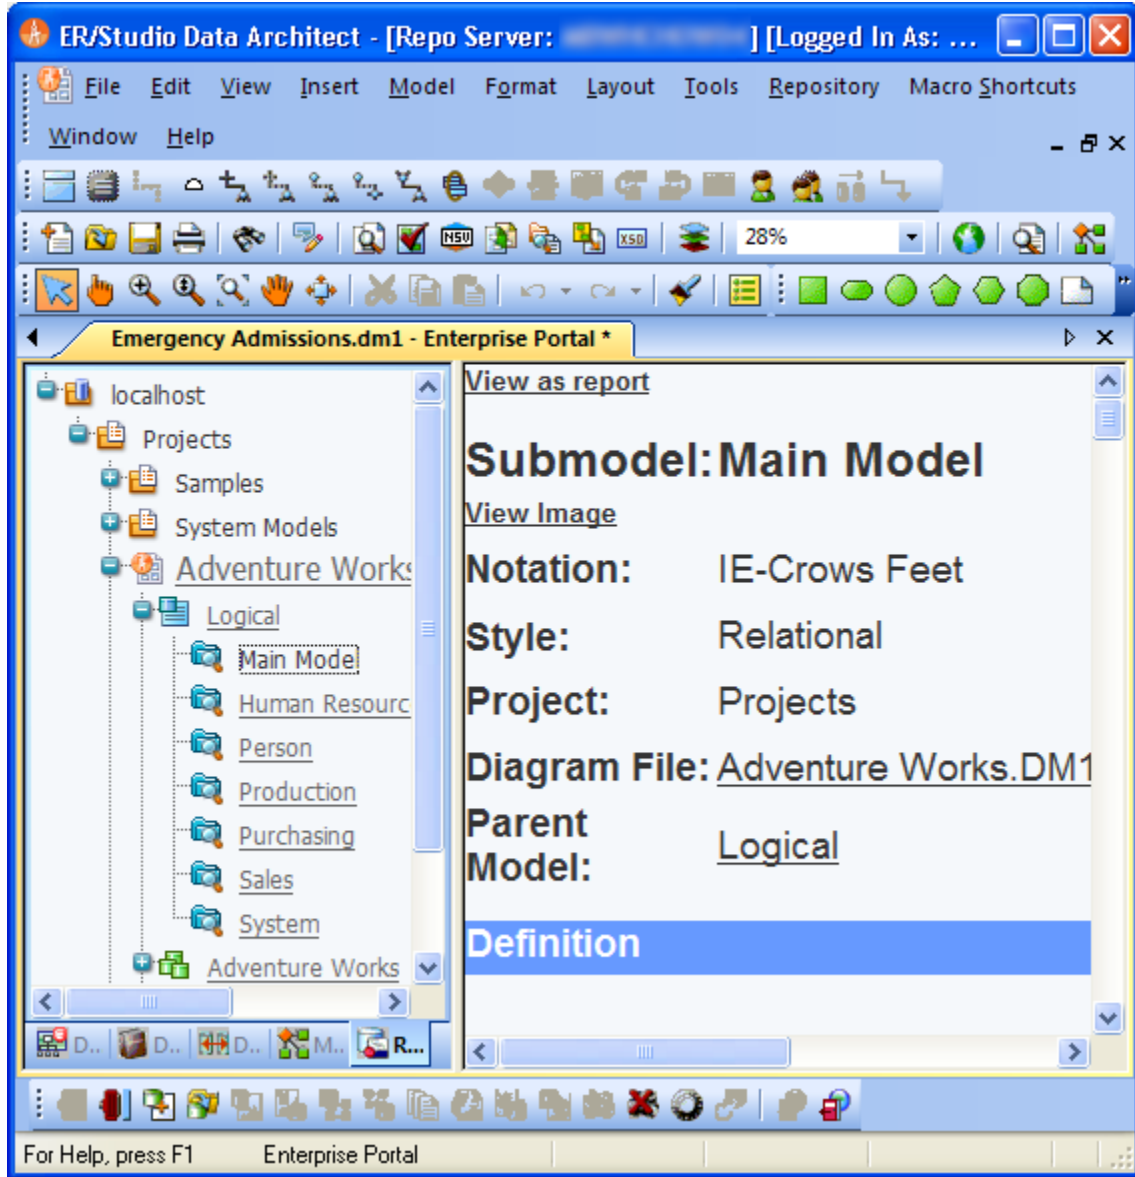 ER/Studio Data Architect - [Repo Server: ] [Logged In As: ...
File Edit View Insert Model Format Layout Tools Repository Macro Shortcuts
Window Help
NSV XSD 28%
Emergency Admissions.dm1 - Enterprise Portal *
localhost
Projects
Samples
System Models
Adventure Works
Logical
Main Model
Human Resourc
Person
Production
Purchasing
Sales
System
Adventure Works
D.. D.. D.. M.. R...
View as report
Submodel: Main Model
View Image
Notation: IE-Crows Feet
Style: Relational
Project: Projects
Diagram File: Adventure Works.DM1
Parent
Model: Logical
Definition
For Help, press F1 Enterprise Portal